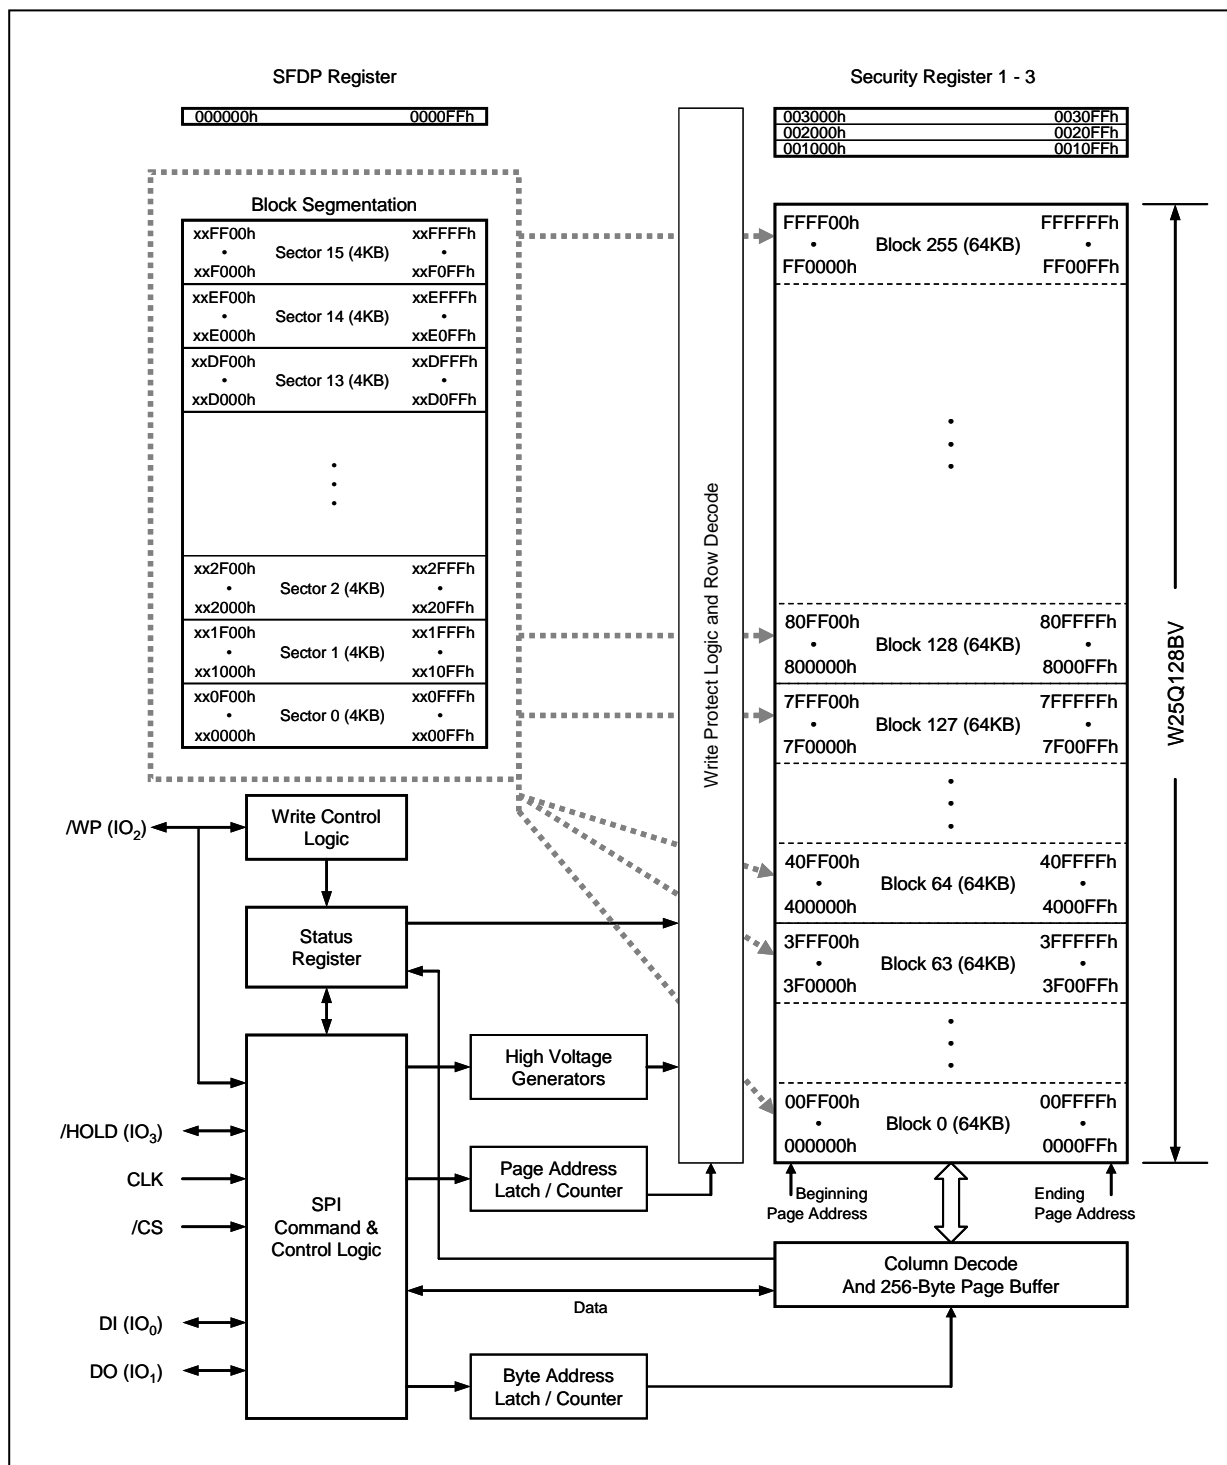 SFDP Register
000000h 0000FFh
Security Register 1 - 3
003000h 0030FFh
002000h 0020FFh
001000h 0010FFh
Block Segmentation
xxFF00h xxFFFFh
• Sector 15 (4KB) •
xxF000h xxF0FFh
xxEF00h xxEFFFh
• Sector 14 (4KB) •
xxE000h xxE0FFh
xxDF00h xxDFFFh
• Sector 13 (4KB) •
xxD000h xxD0FFh
xx2F00h xx2FFFh
• Sector 2 (4KB) •
xx2000h xx20FFh
xx1F00h xx1FFFh
• Sector 1 (4KB) •
xx1000h xx10FFh
xx0F00h xx0FFFh
• Sector 0 (4KB) •
xx0000h xx00FFh
Write Protect Logic and Row Decode
FFFF00h FFFFFFh
• Block 255 (64KB) •
FF0000h FF00FFh
80FF00h 80FFFFh
• Block 128 (64KB) •
800000h 8000FFh
7FFF00h 7FFFFFh
• Block 127 (64KB) •
7F0000h 7F00FFh
40FF00h 40FFFFh
• Block 64 (64KB) •
400000h 4000FFh
3FFF00h 3FFFFFh
• Block 63 (64KB) •
3F0000h 3F00FFh
00FF00h 00FFFFh
• Block 0 (64KB) •
000000h 0000FFh
W25Q128BV
Beginning
Page Address
Ending
Page Address
/WP (IO₂)
Write Control
Logic
Status
Register
High Voltage
Generators
/HOLD (IO₃)
CLK
/CS
DI (IO₀)
DO (IO₁)
SPI
Command &
Control Logic
Page Address
Latch / Counter
Column Decode
And 256-Byte Page Buffer
Data
Byte Address
Latch / Counter